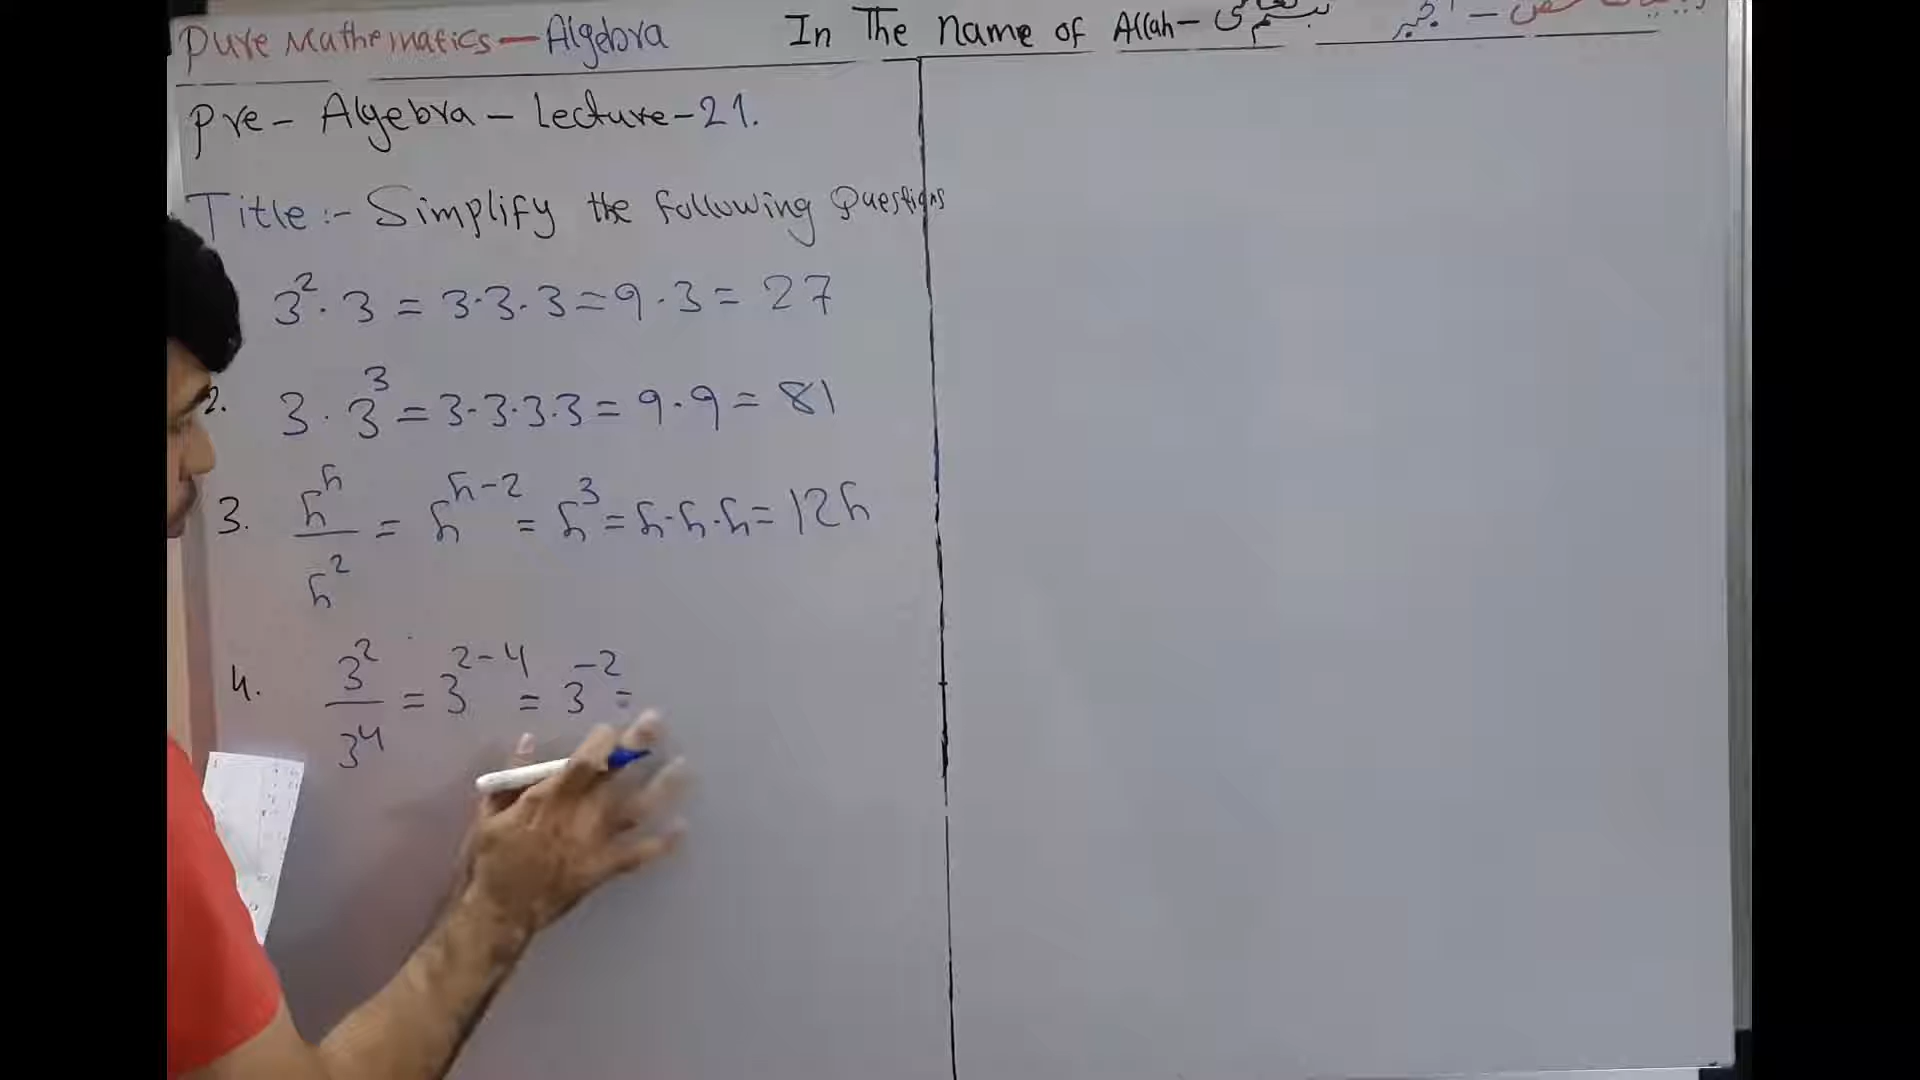 Pure Mathematics - Algebra In The Name of Allah -
Pre - Algebra - Lecture - 21.
Title :- Simplify the following Questions
3² · 3 = 3 · 3 · 3 = 9 · 3 = 27
2. 3 · 3³ = 3 · 3 · 3 · 3 = 9 · 9 = 81
3. 5⁵/5² = 5⁵⁻² = 5³ = 5 · 5 · 5 = 125
4. 3²/3⁴ = 3²⁻⁴ = 3⁻² =